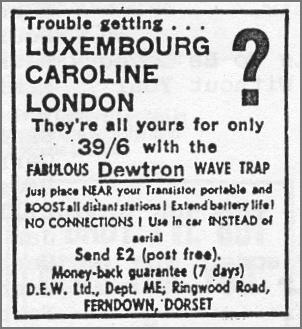 Trouble getting . . .
LUXEMBOURG
CAROLINE
LONDON
?
They're all yours for only
39/6 with the
FABULOUS Dewtron WAVE TRAP
Just place NEAR your Transistor portable and
BOOST all distant stations! Extend battery life!
NO CONNECTIONS! Use in car INSTEAD of
aerial
Send £2 (post free).
Money-back guarantee (7 days)
D.E.W. Ltd., Dept. ME; Ringwood Road,
FERNDOWN, DORSET